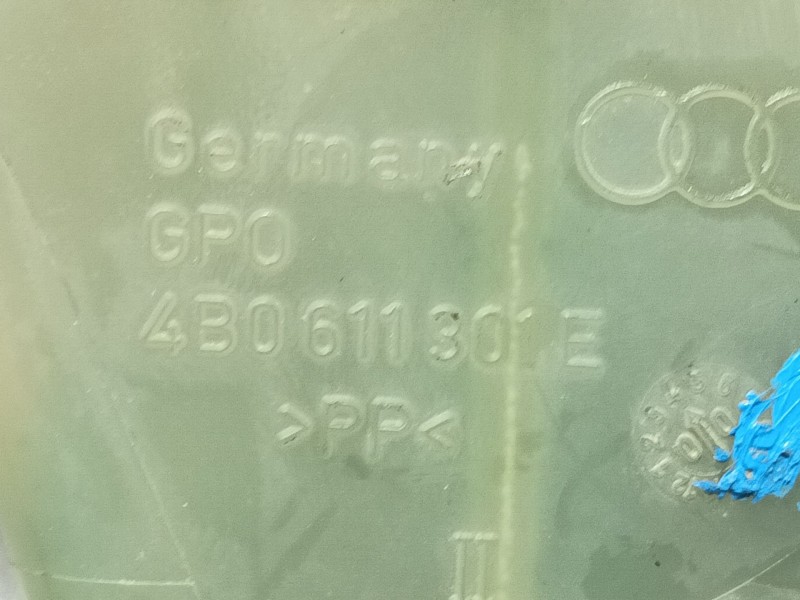 Germany
GPO
4B0 611 301 E
>PP<